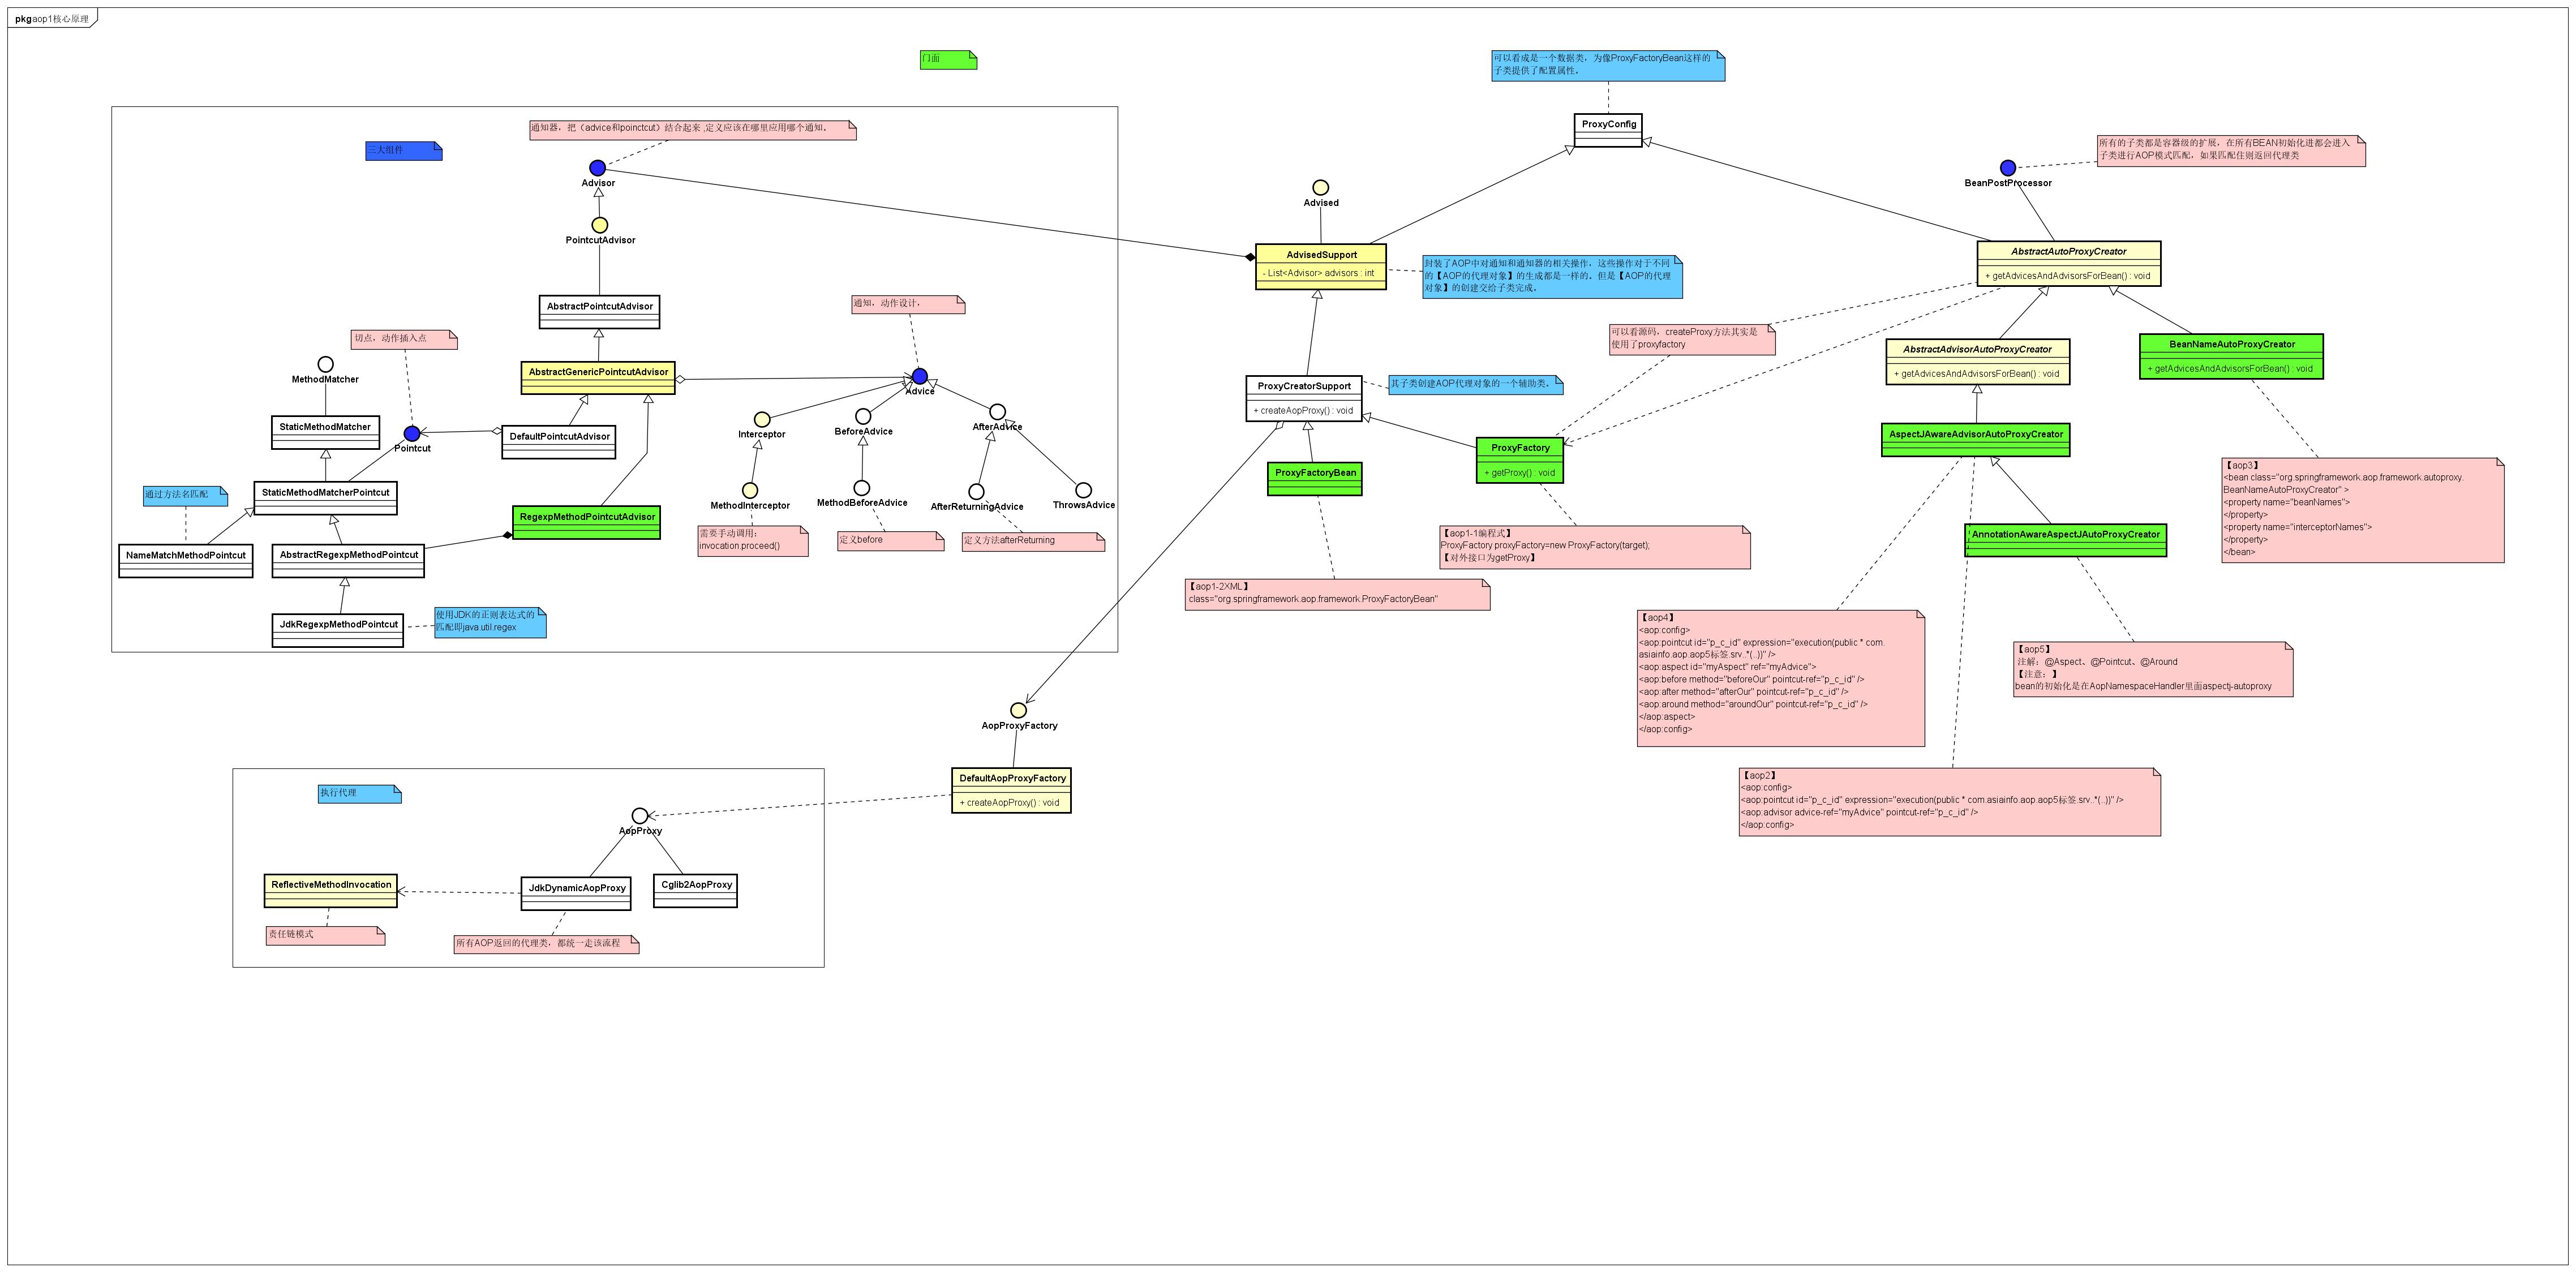 pkg aop1核心原理
门面
可以看成是一个数据类，为像ProxyFactoryBean这样的
子类提供了配置属性。
ProxyConfig
三大组件
通知器，把（advice和poinctcut）结合起来 ,定义应该在哪里应用哪个通知。
Advisor
PointcutAdvisor
AbstractPointcutAdvisor
通知，动作设计，
切点，动作插入点
MethodMatcher
AbstractGenericPointcutAdvisor
Advice
StaticMethodMatcher
Pointcut
DefaultPointcutAdvisor
Interceptor
BeforeAdvice
AfterAdvice
通过方法名匹配
StaticMethodMatcherPointcut
MethodInterceptor
MethodBeforeAdvice
AfterReturningAdvice
ThrowsAdvice
RegexpMethodPointcutAdvisor
需要手动调用：
invocation.proceed()
定义before
定义方法afterReturning
NameMatchMethodPointcut
AbstractRegexpMethodPointcut
JdkRegexpMethodPointcut
使用JDK的正则表达式的
匹配即java.util.regex
Advised
AdvisedSupport
- List<Advisor> advisors : int
封装了AOP中对通知和通知器的相关操作，这些操作对于不同
的【AOP的代理对象】的生成都是一样的。但是【AOP的代理
对象】的创建交给子类完成。
所有的子类都是容器级的扩展，在所有BEAN初始化进都会进入
子类进行AOP模式匹配，如果匹配住则返回代理类
BeanPostProcessor
AbstractAutoProxyCreator
+ getAdvicesAndAdvisorsForBean() : void
可以看源码，createProxy方法其实是
使用了proxyfactory
AbstractAdvisorAutoProxyCreator
+ getAdvicesAndAdvisorsForBean() : void
BeanNameAutoProxyCreator
+ getAdvicesAndAdvisorsForBean() : void
ProxyCreatorSupport
+ createAopProxy() : void
其子类创建AOP代理对象的一个辅助类。
ProxyFactory
+ getProxy() : void
ProxyFactoryBean
AspectJAwareAdvisorAutoProxyCreator
AnnotationAwareAspectJAutoProxyCreator
【aop3】
<bean class="org.springframework.aop.framework.autoproxy.
BeanNameAutoProxyCreator" >
<property name="beanNames">
</property>
<property name="interceptorNames">
</property>
</bean>
【aop1-1编程式】
ProxyFactory proxyFactory=new ProxyFactory(target);
【对外接口为getProxy】
【aop1-2XML】
class="org.springframework.aop.framework.ProxyFactoryBean"
【aop4】
<aop:config>
<aop:pointcut id="p_c_id" expression="execution(public * com.
asiainfo.aop.aop5标签.srv..*(..))" />
<aop:aspect id="myAspect" ref="myAdvice">
<aop:before method="beforeOur" pointcut-ref="p_c_id" />
<aop:after method="afterOur" pointcut-ref="p_c_id" />
<aop:around method="aroundOur" pointcut-ref="p_c_id" />
</aop:aspect>
</aop:config>
【aop5】
注解：@Aspect、@Pointcut、@Around
【注意：】
bean的初始化是在AopNamespaceHandler里面aspectj-autoproxy
【aop2】
<aop:config>
<aop:pointcut id="p_c_id" expression="execution(public * com.asiainfo.aop.aop5标签.srv..*(..))" />
<aop:advisor advice-ref="myAdvice" pointcut-ref="p_c_id" />
</aop:config>
AopProxyFactory
DefaultAopProxyFactory
+ createAopProxy() : void
执行代理
AopProxy
ReflectiveMethodInvocation
JdkDynamicAopProxy
Cglib2AopProxy
责任链模式
所有AOP返回的代理类，都统一走该流程